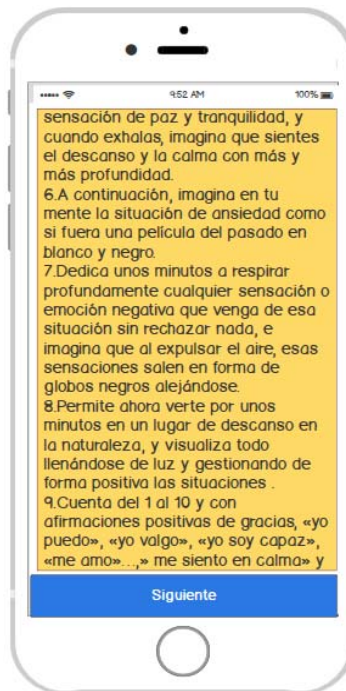 9:52 AM
100%
sensación de paz y tranquilidad, y
cuando exhalas, imagina que sientes
el descanso y la calma con más y
más profundidad.
6.A continuación, imagina en tu
mente la situación de ansiedad como
si fuera una película del pasado en
blanco y negro.
7.Dedica unos minutos a respirar
profundamente cualquier sensación o
emoción negativa que venga de esa
situación sin rechazar nada, e
imagina que al expulsar el aire, esas
sensaciones salen en forma de
globos negros alejándose.
8.Permite ahora verte por unos
minutos en un lugar de descanso en
la naturaleza, y visualiza todo
llenándose de luz y gestionando de
forma positiva las situaciones .
9.Cuenta del 1 al 10 y con
afirmaciones positivas de gracias, «yo
puedo», «yo valgo», «yo soy capaz»,
«me amo»...,» me siento en calma» y
Siguiente